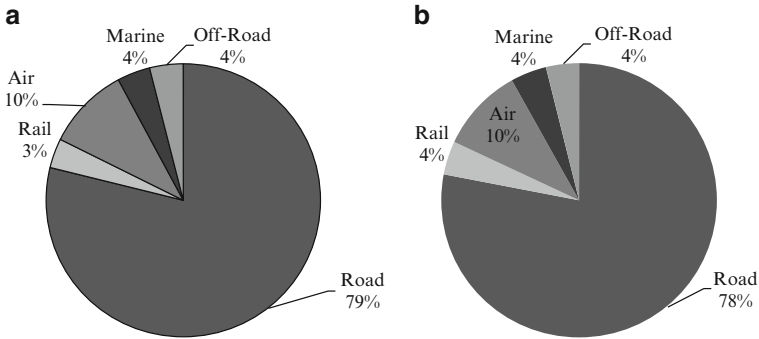 a
Marine
4%
Off-Road
4%
Air
10%
Rail
3%
Road
79%
b
Marine
4%
Off-Road
4%
Air
10%
Rail
4%
Road
78%